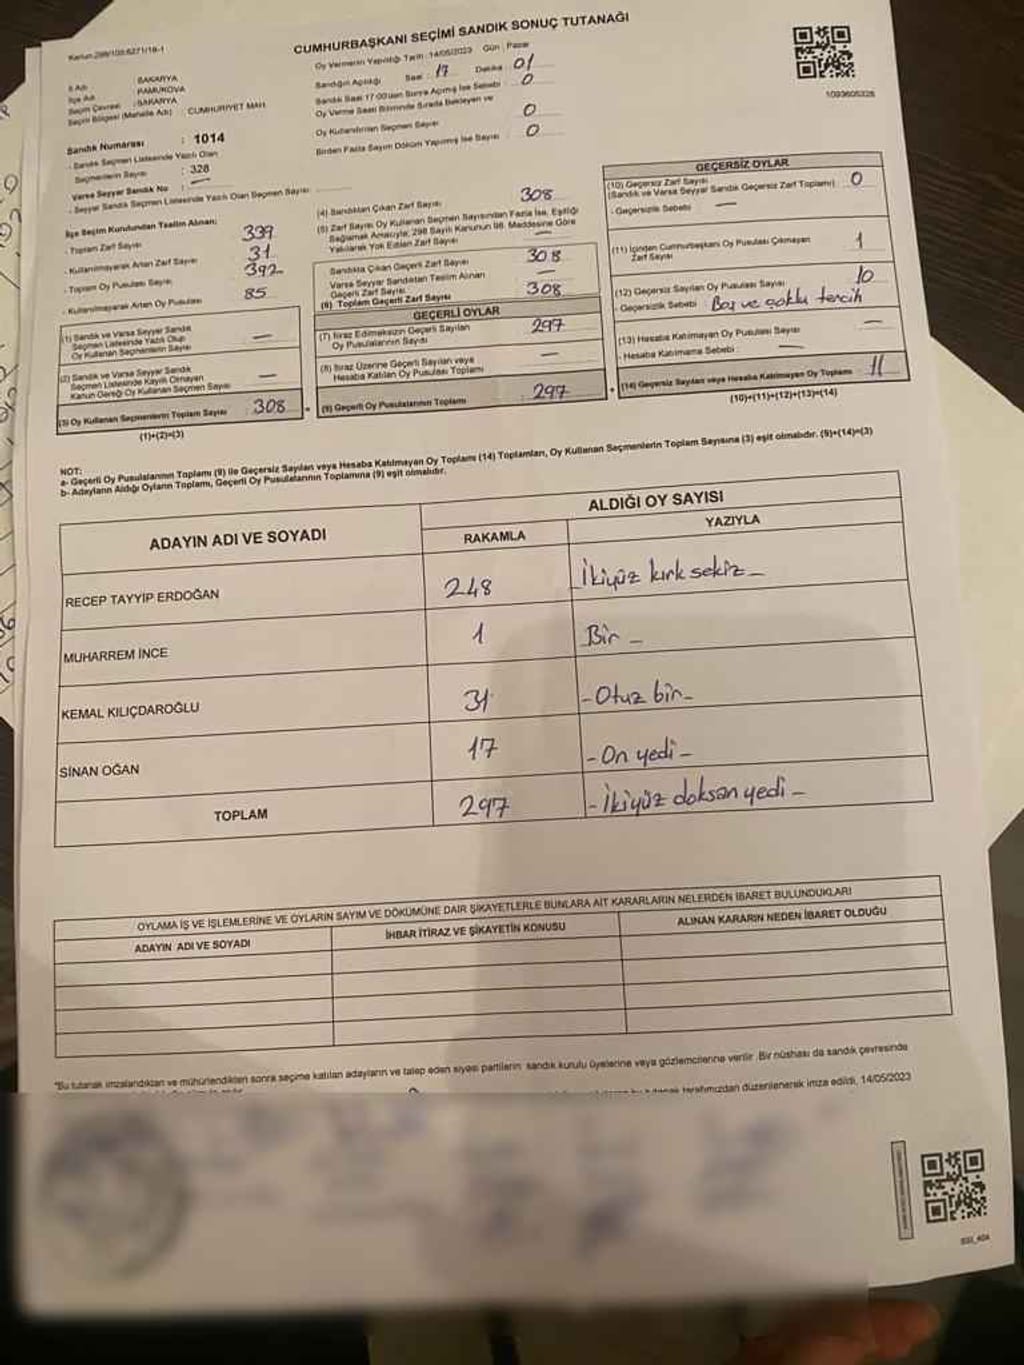 Kanun:298/105;6271/18-1
CUMHURBAŞKANI SEÇİMİ SANDIK SONUÇ TUTANAĞI
Oy Vermenin Yapıldığı Tarih :14/05/2023 Gün : Pazar
İl Adı : SAKARYA
İlçe Adı : PAMUKOVA
Seçim Çevresi : SAKARYA
Seçim Bölgesi (Mahalle Adı) : CUMHURİYET MAH.
Sandığın Açıldığı Saat : 17 Dakika : 01
Sandık Saat 17:00'den Sonra Açılmış İse Sebebi : 0
Oy Verme Saati Bitiminde Sırada Bekleyen ve
Oy Kullandırılan Seçmen Sayısı : 0
Birden Fazla Sayım Döküm Yapılmış İse Sayısı : 0
Sandık Numarası : 1014
- Sandık Seçmen Listesinde Yazılı Olan
Seçmenlerin Sayısı : 328
Varsa Seyyar Sandık No : —
- Seyyar Sandık Seçmen Listesinde Yazılı Olan Seçmen Sayısı
İlçe Seçim Kurulundan Teslim Alınan;
- Toplam Zarf Sayısı 339
- Kullanılmayarak Artan Zarf Sayısı 31
- Toplam Oy Pusulası Sayısı 392
- Kullanılmayarak Artan Oy Pusulası 85
(1) Sandık ve Varsa Seyyar Sandık
Seçmen Listesinde Yazılı Olup
Oy Kullanan Seçmenlerin Sayısı —
(2) Sandık ve Varsa Seyyar Sandık
Seçmen Listesinde Kayıtlı Olmayan
Kanun Gereği Oy Kullanan Seçmen Sayısı —
(3) Oy Kullanan Seçmenlerin Toplam Sayısı : 308
(1)+(2)=(3)
(4) Sandıktan Çıkan Zarf Sayısı 308
(5) Zarf Sayısı Oy Kullanan Seçmen Sayısından Fazla İse, Eşitliği
Sağlamak Amacıyla; 298 Sayılı Kanunun 98. Maddesine Göre
Yakılarak Yok Edilen Zarf Sayısı —
Sandıkta Çıkan Geçerli Zarf Sayısı 308
Varsa Seyyar Sandıktan Teslim Alınan
Geçerli Zarf Sayısı —
(6) Toplam Geçerli Zarf Sayısı 308
GEÇERLİ OYLAR
(7) İtiraz Edilmeksizin Geçerli Sayılan
Oy Pusulasının Sayısı 297
(8) İtiraz Üzerine Geçerli Sayılan veya
Hesaba Katılan Oy Pusulası Toplamı —
(9) Geçerli Oy Pusulalarının Toplamı 297
1093605328
GEÇERSİZ OYLAR
(10) Geçersiz Zarf Sayısı
(Sandık ve Varsa Seyyar Sandık Geçersiz Zarf Toplamı) 0
- Geçersizlik Sebebi : —
(11) İçinden Cumhurbaşkanı Oy Pusulası Çıkmayan
Zarf Sayısı 1
(12) Geçersiz Sayılan Oy Pusulası Sayısı 10
- Geçersizlik Sebebi : Boş ve çoklu tercih
(13) Hesaba Katılmayan Oy Pusulası Sayısı —
- Hesaba Katılmama Sebebi : —
(14) Geçersiz Sayılan veya Hesaba Katılmayan Oy Toplamı 11
(10)+(11)+(12)+(13)=(14)
NOT:
a- Geçerli Oy Pusulalarının Toplamı (9) ile Geçersiz Sayılan veya Hesaba Katılmayan Oy Toplamı (14) Toplamları, Oy Kullanan Seçmenlerin Toplam Sayısına (3) eşit olmalıdır. (9)+(14)=(3)
b- Adayların Aldığı Oyların Toplamı, Geçerli Oy Pusulalarının Toplamına (9) eşit olmalıdır.
ADAYIN ADI VE SOYADI ALDIĞI OY SAYISI
RAKAMLA YAZIYLA
RECEP TAYYİP ERDOĞAN 248 İkiyüz kırk sekiz –
MUHARREM İNCE 1 Bir –
KEMAL KILIÇDAROĞLU 31 – Otuz bir –
SİNAN OĞAN 17 – On yedi –
TOPLAM 297 – İkiyüz doksan yedi –
OYLAMA İŞ VE İŞLEMLERİNE VE OYLARIN SAYIM VE DÖKÜMÜNE DAİR ŞİKAYETLERLE BUNLARA AİT KARARLARIN NELERDEN İBARET BULUNDUKLARI
ADAYIN ADI VE SOYADI İHBAR İTİRAZ VE ŞİKAYETİN KONUSU ALINAN KARARIN NEDEN İBARET OLDUĞU
*Bu tutanak imzalandıktan ve mühürlendikten sonra seçime katılan adayların ve talep eden siyasi partilerin sandık kurulu üyelerine veya gözlemcilerine verilir. Bir nüshası da sandık çevresinde
tarafımızdan düzenlenerek imza edildi. 14/05/2023